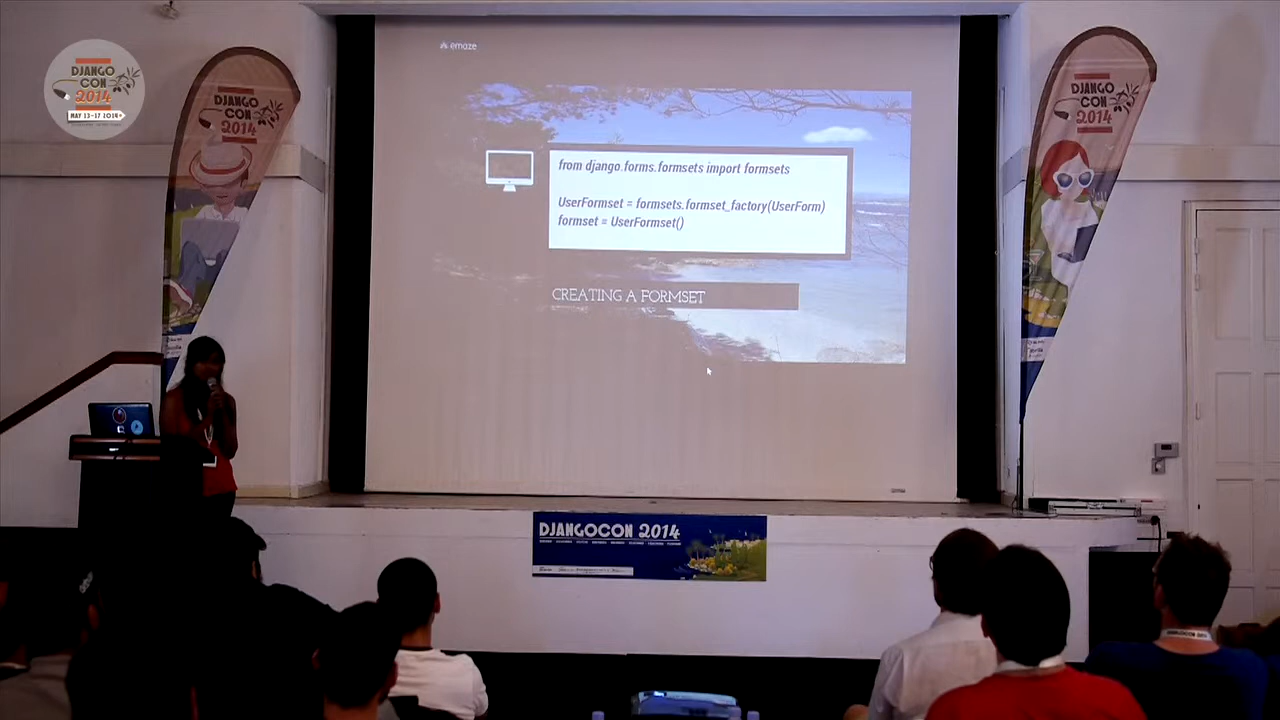 DJANGO
CON
2014
MAY 13-17 2014
DJANGO
CON
2014
emaze
from django.forms.formsets import formsets
UserFormset = formsets.formset_factory(UserForm)
formset = UserFormset()
CREATING A FORMSET
DJANGO
CON
2014
DJANGOCON 2014